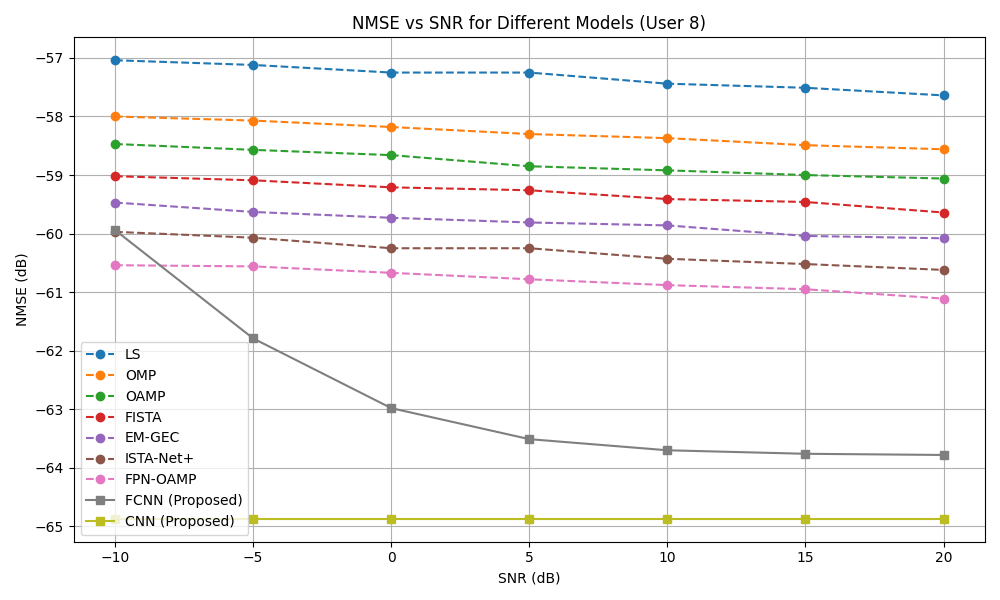 NMSE vs SNR for Different Models (User 8)
NMSE (dB)
−57
−58
−59
−60
−61
−62
−63
−64
−65
LS
OMP
OAMP
FISTA
EM-GEC
ISTA-Net+
FPN-OAMP
FCNN (Proposed)
CNN (Proposed)
−10
−5
0
5
10
15
20
SNR (dB)